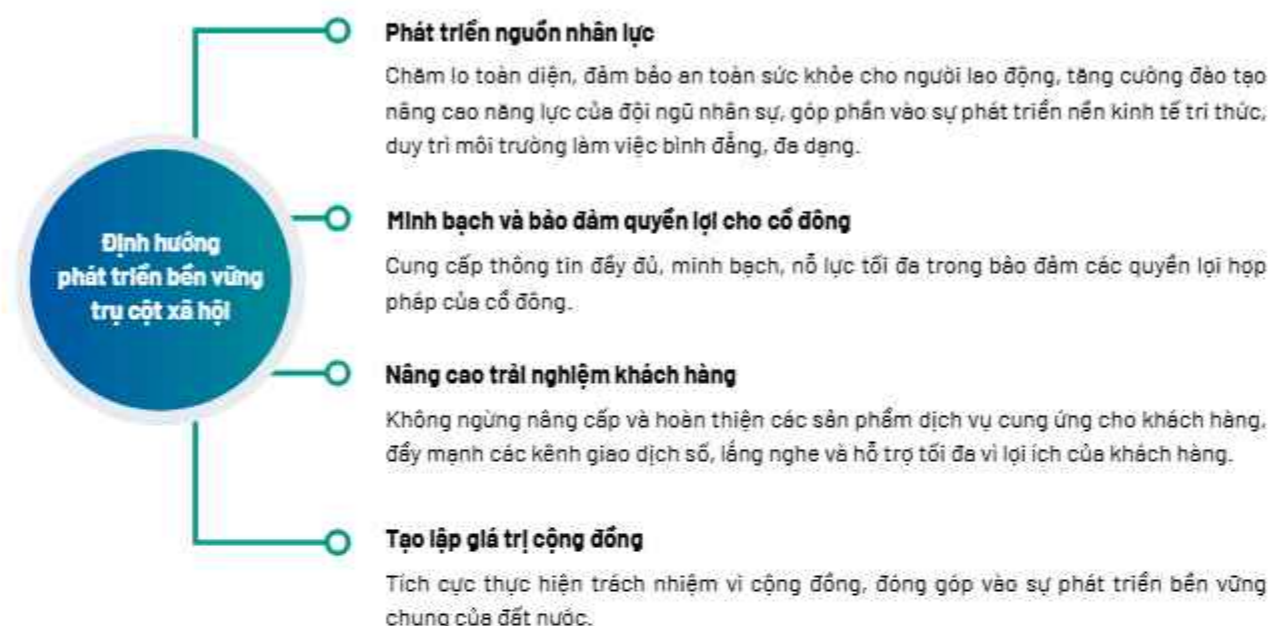 Định hướng
phát triển bền vững
trụ cột xã hội
Phát triển nguồn nhân lực
Chăm lo toàn diện, đảm bảo an toàn sức khỏe cho người lao động, tăng cường đào tạo
nâng cao năng lực của đội ngũ nhân sự, góp phần vào sự phát triển nền kinh tế tri thức,
duy trì môi trường làm việc bình đẳng, đa dạng.
Minh bạch và bảo đảm quyền lợi cho cổ đông
Cung cấp thông tin đầy đủ, minh bạch, nỗ lực tối đa trong bảo đảm các quyền lợi hợp
pháp của cổ đông.
Nâng cao trải nghiệm khách hàng
Không ngừng nâng cấp và hoàn thiện các sản phẩm dịch vụ cung ứng cho khách hàng,
đẩy mạnh các kênh giao dịch số, lắng nghe và hỗ trợ tối đa vì lợi ích của khách hàng.
Tạo lập giá trị cộng đồng
Tích cực thực hiện trách nhiệm vì cộng đồng, đóng góp vào sự phát triển bền vững
chung của đất nước.